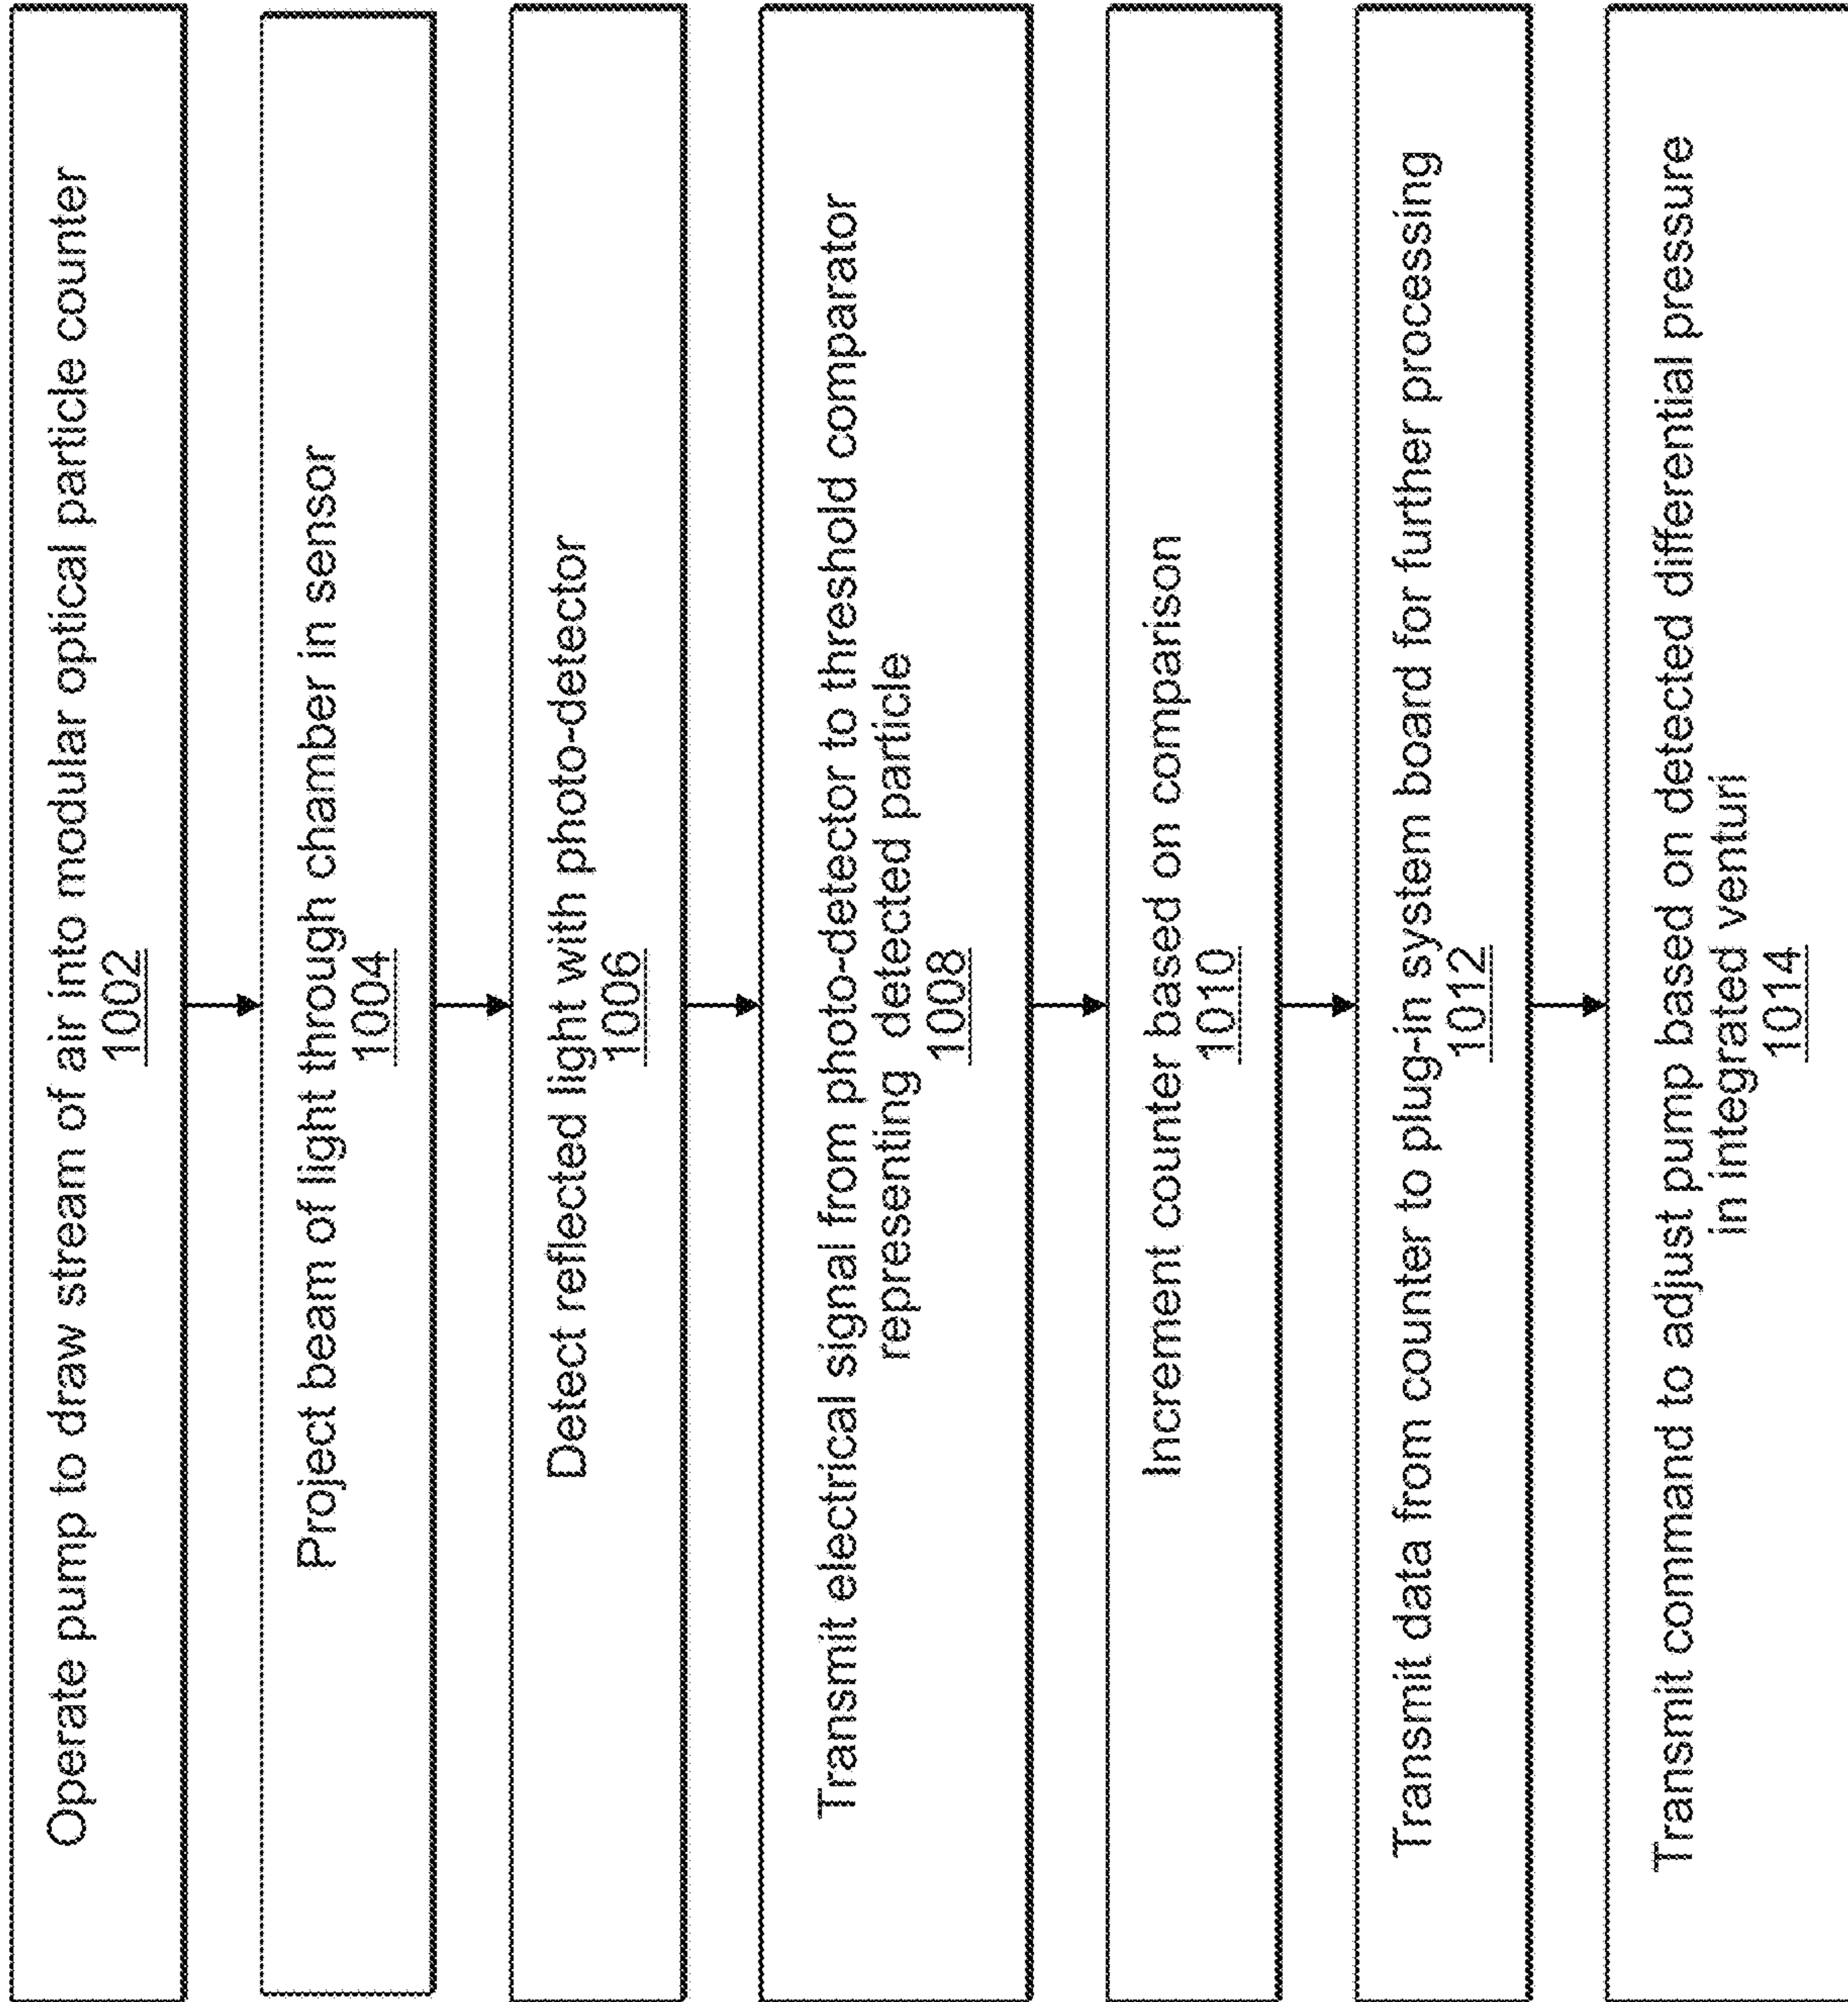 Operate pump to draw stream of air into modular optical particle counter
1002
Project beam of light through chamber in sensor
1004
Detect reflected light with photo-detector
1006
Transmit electrical signal from photo-detector to threshold comparator
representing detected particle
1008
Increment counter based on comparison
1010
Transmit data from counter to plug-in system board for further processing
1012
Transmit command to adjust pump based on detected differential pressure
in integrated venturi
1014